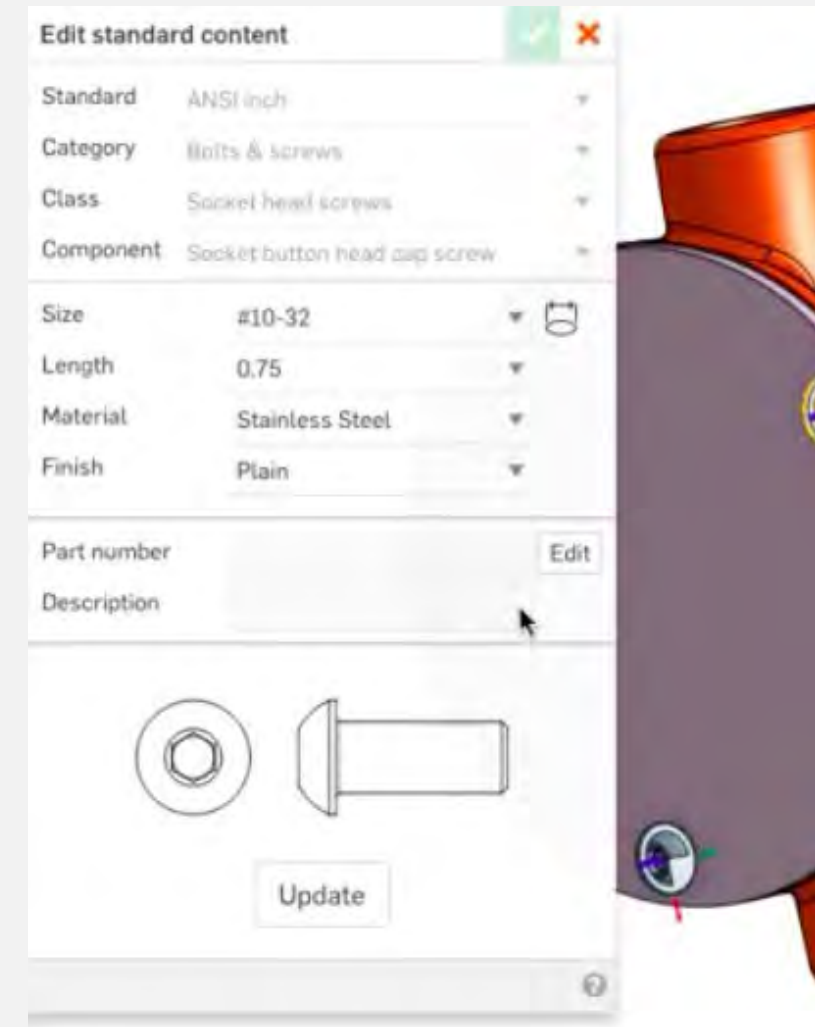 Edit standard content
Standard ANSI inch
Category Bolts & screws
Class Socket head screws
Component Socket button head cap screw
Size #10-32
Length 0.75
Material Stainless Steel
Finish Plain
Part number Edit
Description
Update
?